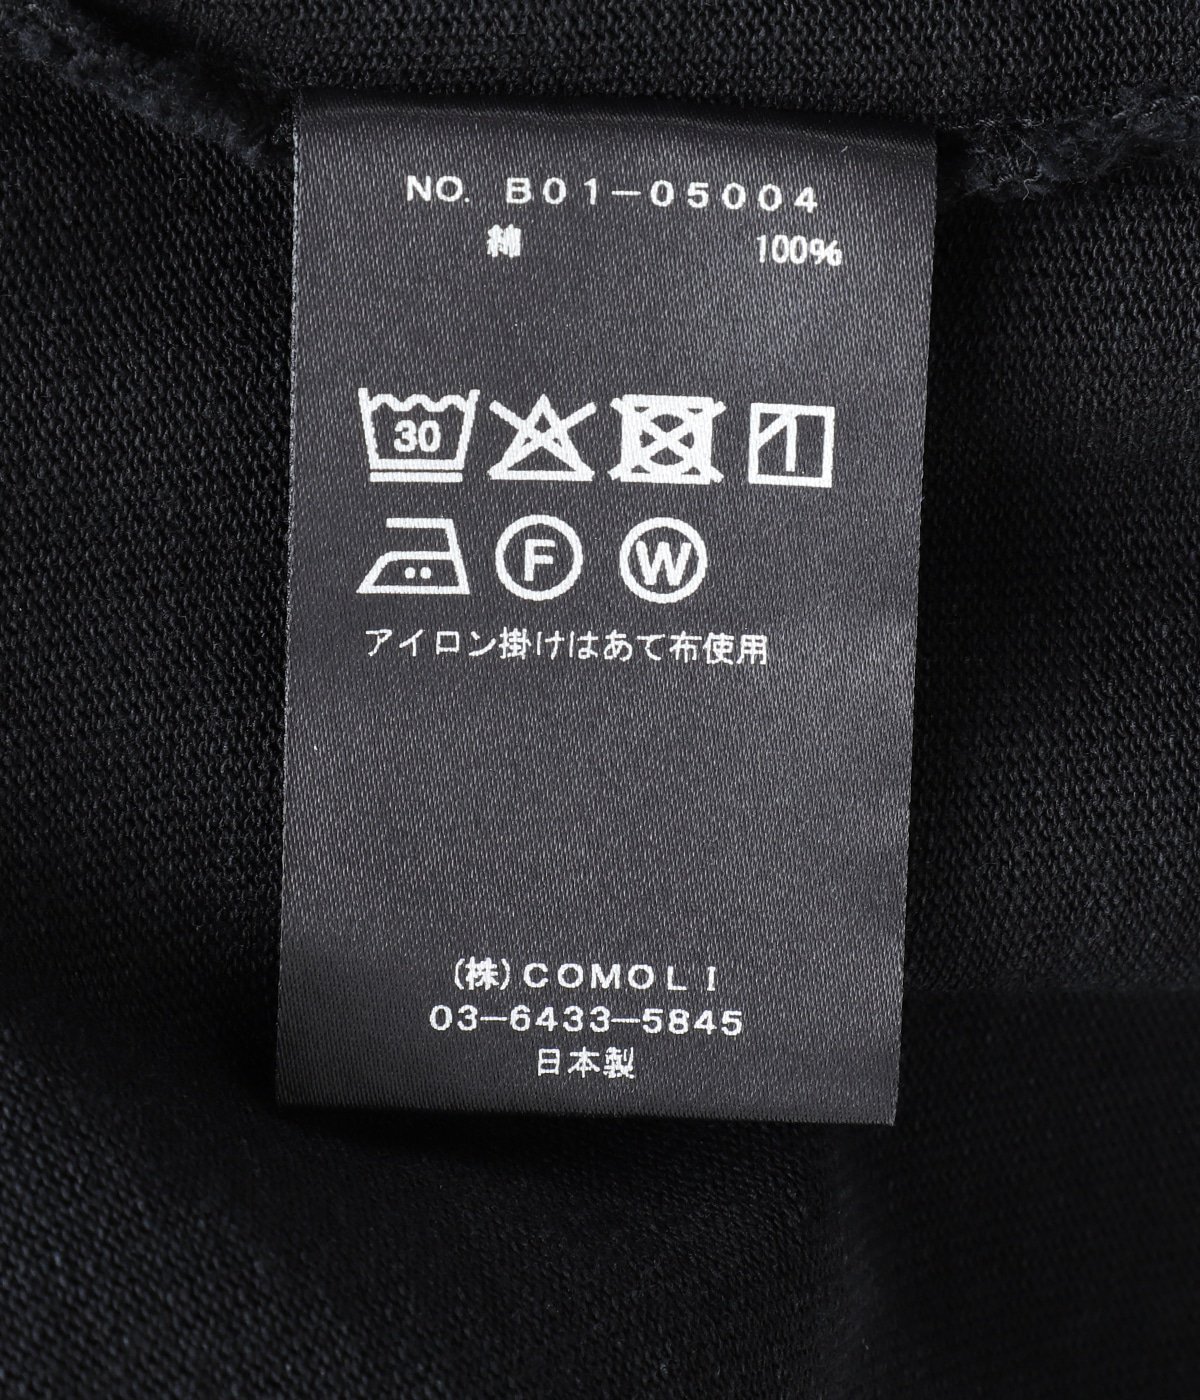 NO. B01-05004
綿 100%
30
F W
アイロン掛けはあて布使用
(株)COMOLI
03-6433-5845
日本製